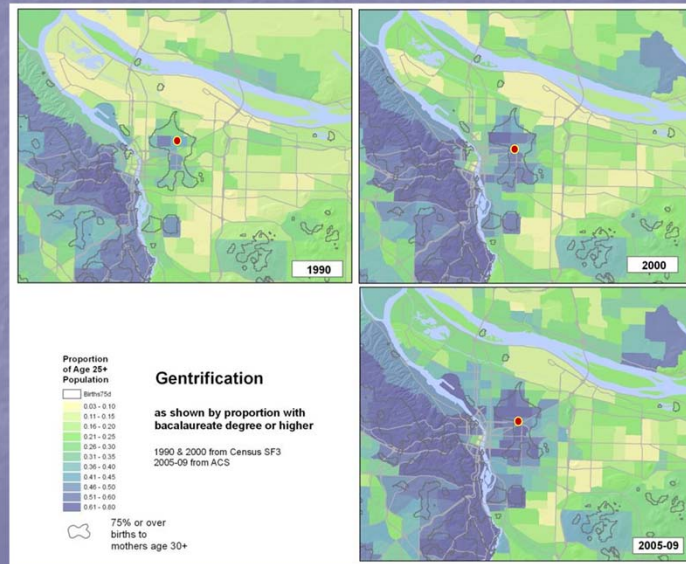 1990
2000
Proportion
of Age 25+
Population
Births75d
0.03 - 0.10
0.11 - 0.15
0.16 - 0.20
0.21 - 0.25
0.26 - 0.30
0.31 - 0.35
0.36 - 0.40
0.41 - 0.45
0.46 - 0.50
0.51 - 0.60
0.61 - 0.80
75% or over
births to
mothers age 30+
Gentrification
as shown by proportion with
bacalaureate degree or higher
1990 & 2000 from Census SF3
2005-09 from ACS
2005-09